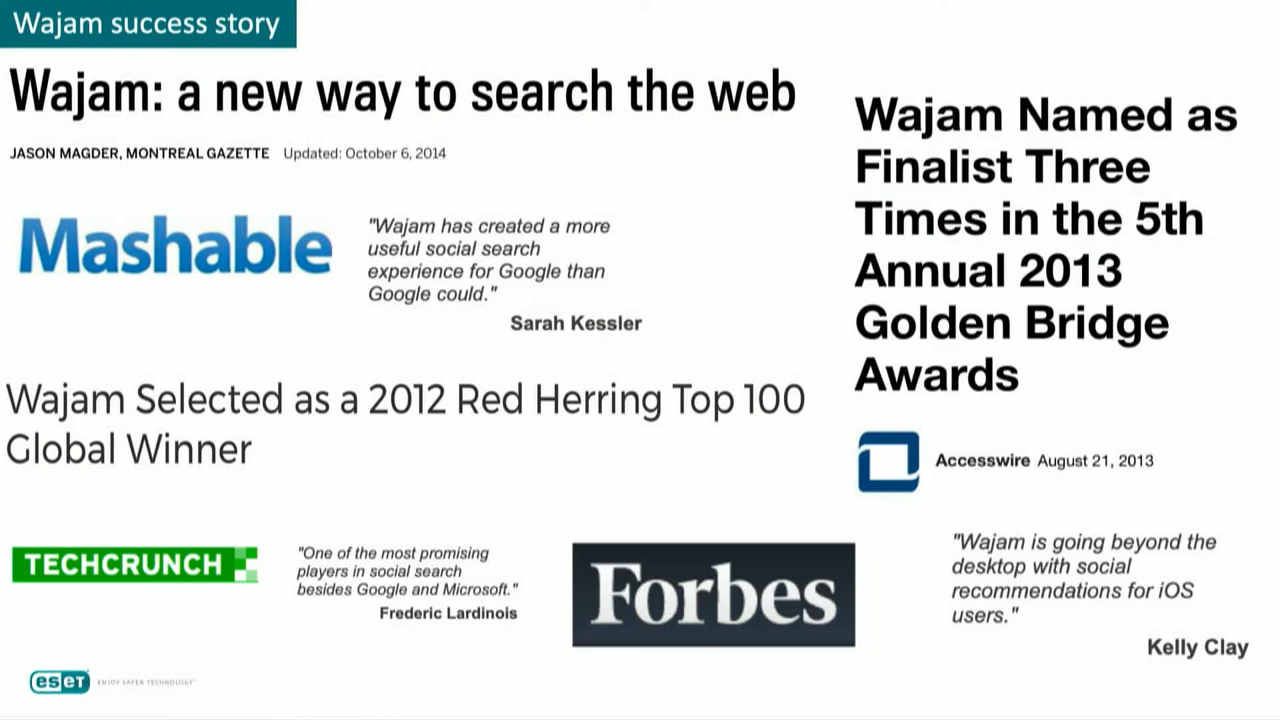 Wajam success story
Wajam: a new way to search the web
JASON MAGDER, MONTREAL GAZETTE Updated: October 6, 2014
Mashable
"Wajam has created a more
useful social search
experience for Google than
Google could."
Sarah Kessler
Wajam Selected as a 2012 Red Herring Top 100
Global Winner
TECHCRUNCH
"One of the most promising
players in social search
besides Google and Microsoft."
Frederic Lardinois
Wajam Named as
Finalist Three
Times in the 5th
Annual 2013
Golden Bridge
Awards
Accesswire August 21, 2013
Forbes
"Wajam is going beyond the
desktop with social
recommendations for iOS
users."
Kelly Clay
eseT ENJOY SAFER TECHNOLOGY™